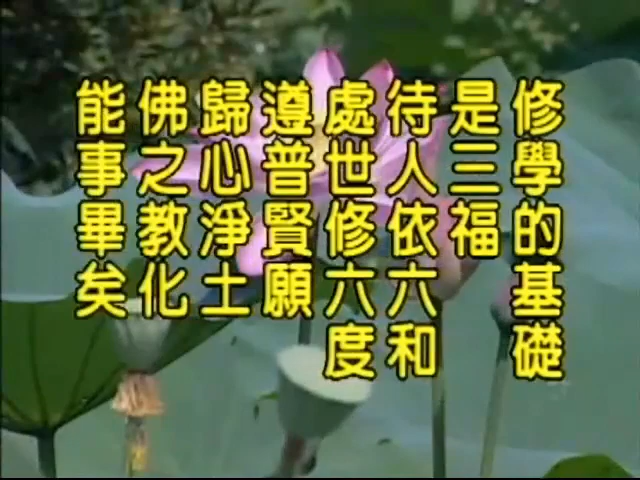 修學的基礎
是三福
待人依六和
處世修六度
遵普賢願
歸心淨土
佛之教化
能事畢矣